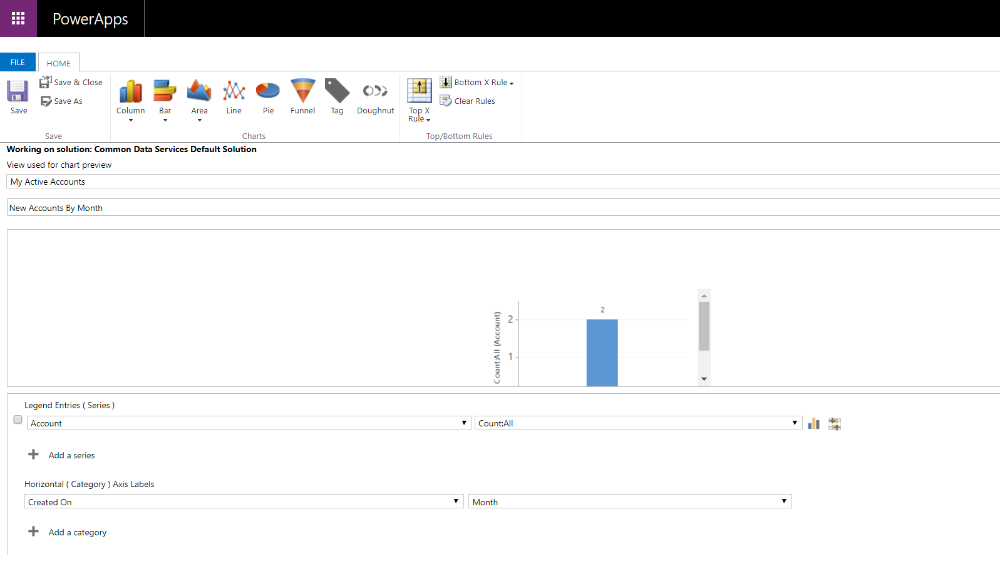 PowerApps
FILE
HOME
Save
Save & Close
Save As
Save
Column
Bar
Area
Line
Pie
Funnel
Tag
Doughnut
Charts
Top X
Rule
Bottom X Rule
Clear Rules
Top/Bottom Rules
Working on solution: Common Data Services Default Solution
View used for chart preview
My Active Accounts
New Accounts By Month
Count:All (Account)
2
2
1
Legend Entries ( Series )
Account
Count:All
Add a series
Horizontal ( Category ) Axis Labels
Created On
Month
Add a category